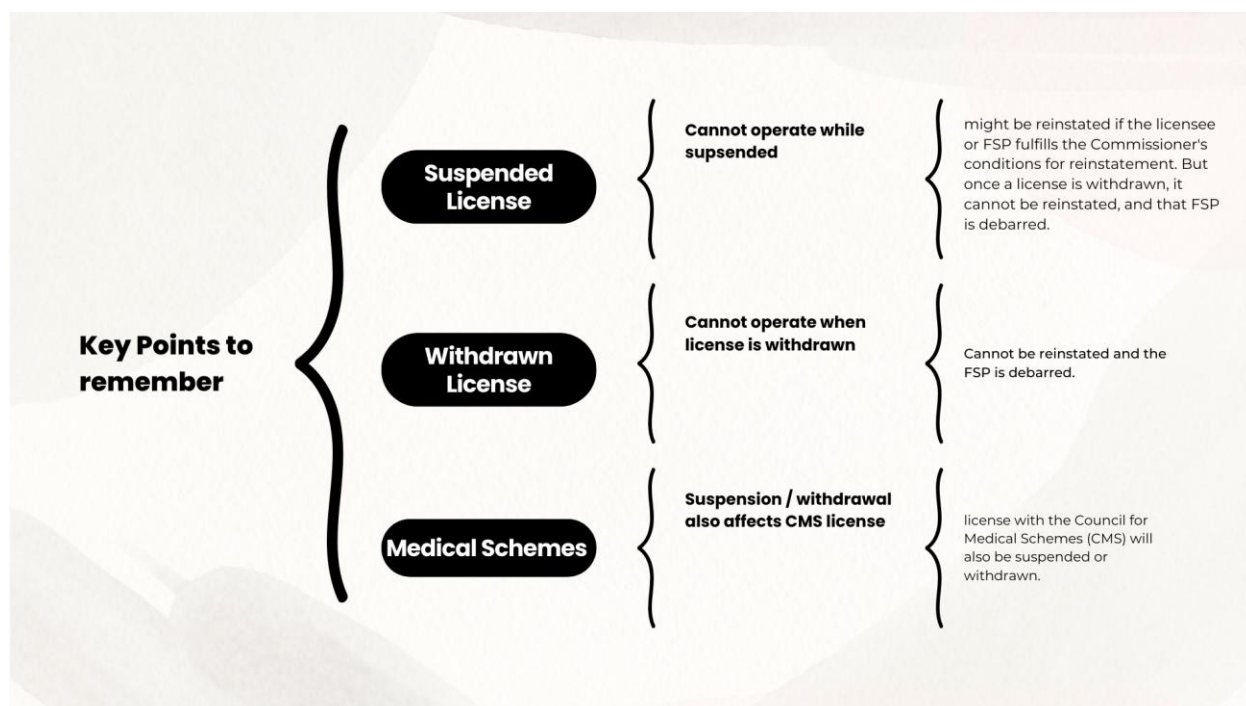 Key Points to
remember
Suspended
License
Cannot operate while
supsended
might be reinstated if the licensee
or FSP fulfills the Commissioner's
conditions for reinstatement. But
once a license is withdrawn, it
cannot be reinstated, and that FSP
is debarred.
Withdrawn
License
Cannot operate when
license is withdrawn
Cannot be reinstated and the
FSP is debarred.
Medical Schemes
Suspension / withdrawal
also affects CMS license
license with the Council for
Medical Schemes (CMS) will
also be suspended or
withdrawn.